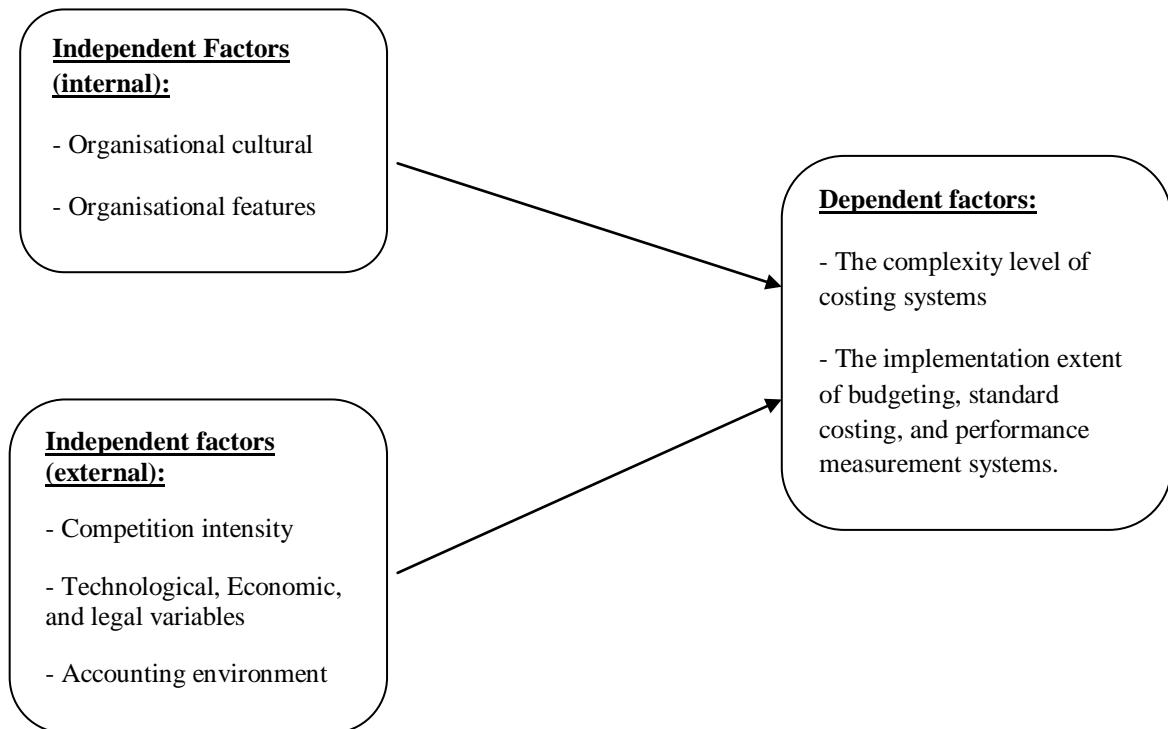 Independent Factors
(internal):
- Organisational cultural
- Organisational features
Independent factors
(external):
- Competition intensity
- Technological, Economic,
and legal variables
- Accounting environment
Dependent factors:
- The complexity level of
costing systems
- The implementation extent
of budgeting, standard
costing, and performance
measurement systems.